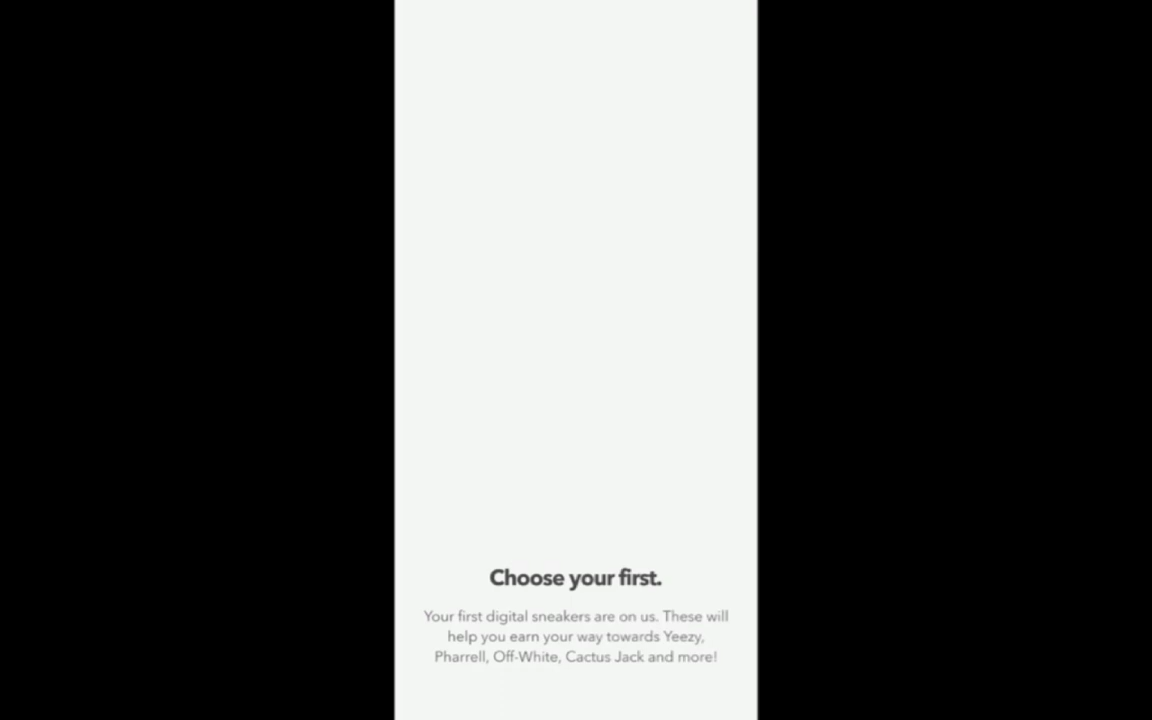 Choose your first.
Your first digital sneakers are on us. These will
help you earn your way towards Yeezy,
Pharrell, Off-White, Cactus Jack and more!